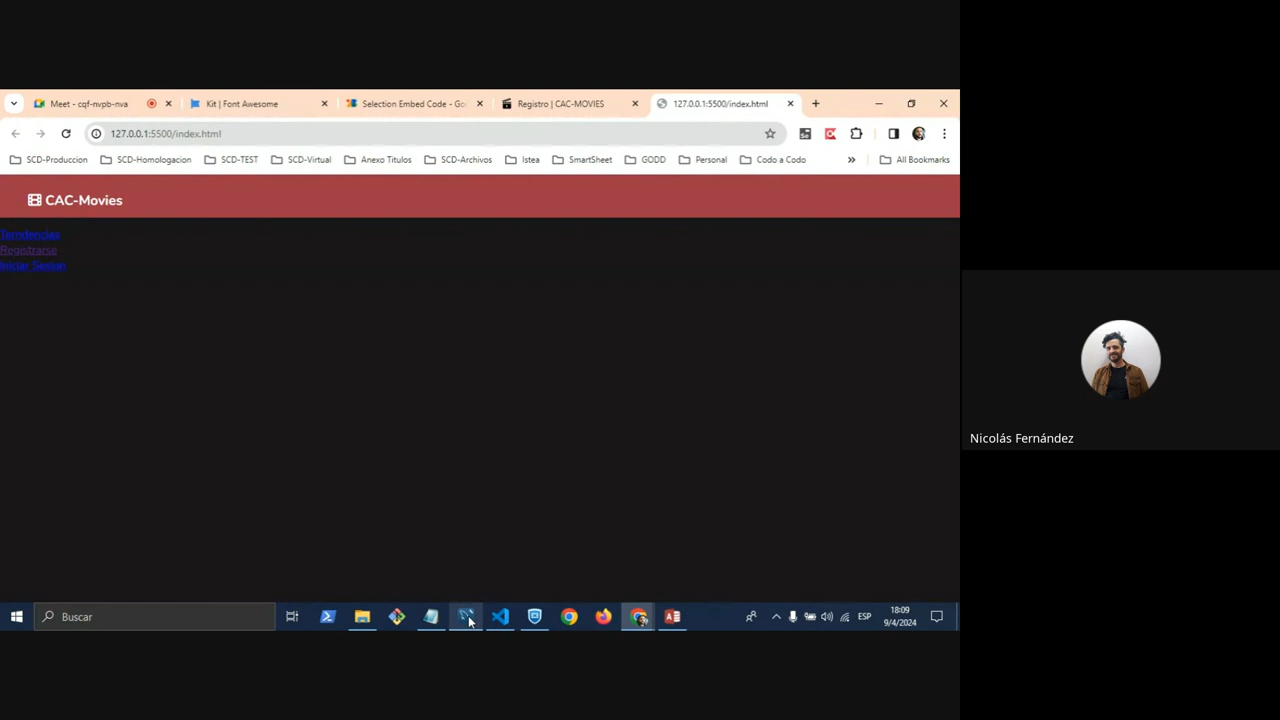 Meet - cqf-nvpb-nva
Kit | Font Awesome
Selection Embed Code - Go
Registro | CAC-MOVIES
127.0.0.1:5500/index.html
127.0.0.1:5500/index.html
SCD-Produccion
SCD-Homologacion
SCD-TEST
SCD-Virtual
Anexo Titulos
SCD-Archivos
Istea
SmartSheet
GODD
Personal
Codo a Codo
»
All Bookmarks
CAC-Movies
Registrarse
Iniciar Sesion
Nicolás Fernández
Buscar
ESP
18:09
9/4/2024